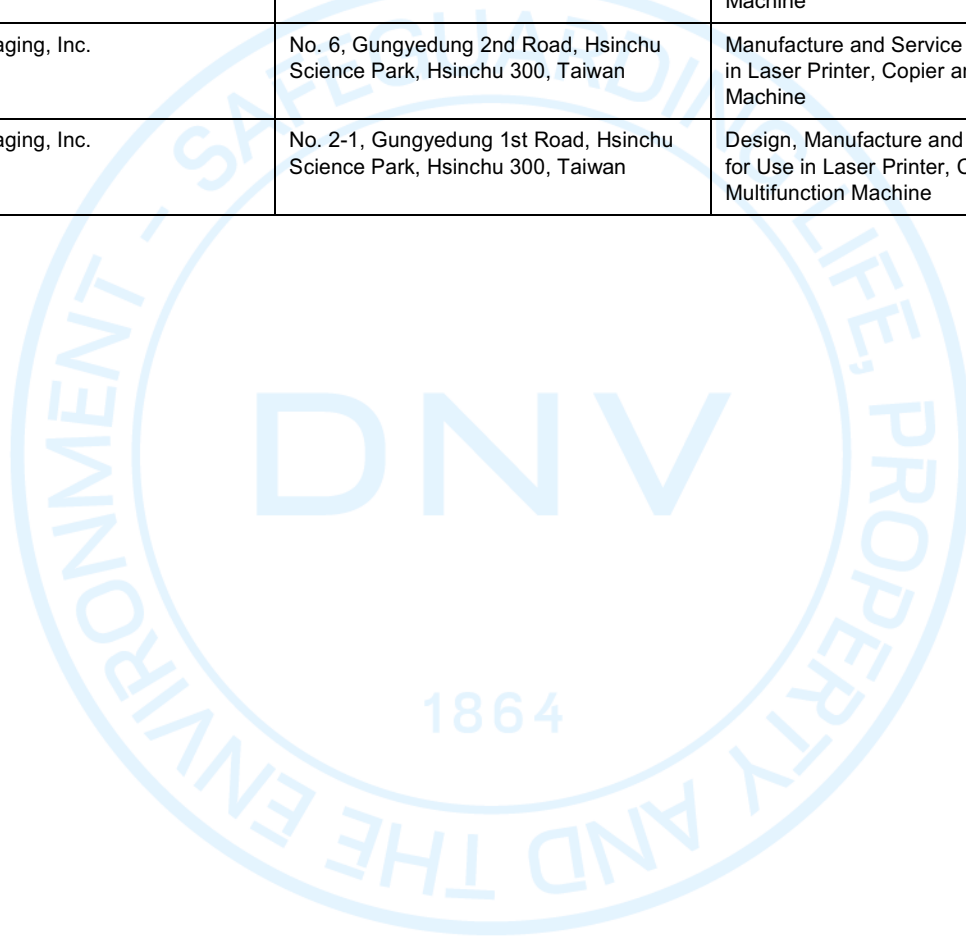 Machine
aging, Inc.
No. 6, Gungyedung 2nd Road, Hsinchu
Science Park, Hsinchu 300, Taiwan
Manufacture and Service
in Laser Printer, Copier a
Machine
aging, Inc.
No. 2-1, Gungyedung 1st Road, Hsinchu
Science Park, Hsinchu 300, Taiwan
Design, Manufacture and
for Use in Laser Printer, C
Multifunction Machine
SAFEGUARDING LIFE, PROPERTY AND THE ENVIRONMENT -
DNV
1864